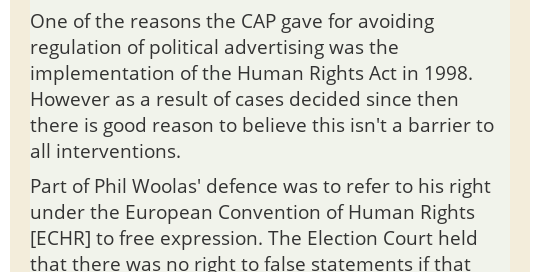 One of the reasons the CAP gave for avoiding
regulation of political advertising was the
implementation of the Human Rights Act in 1998.
However as a result of cases decided since then
there is good reason to believe this isn't a barrier to
all interventions.
Part of Phil Woolas' defence was to refer to his right
under the European Convention of Human Rights
[ECHR] to free expression. The Election Court held
that there was no right to false statements if that